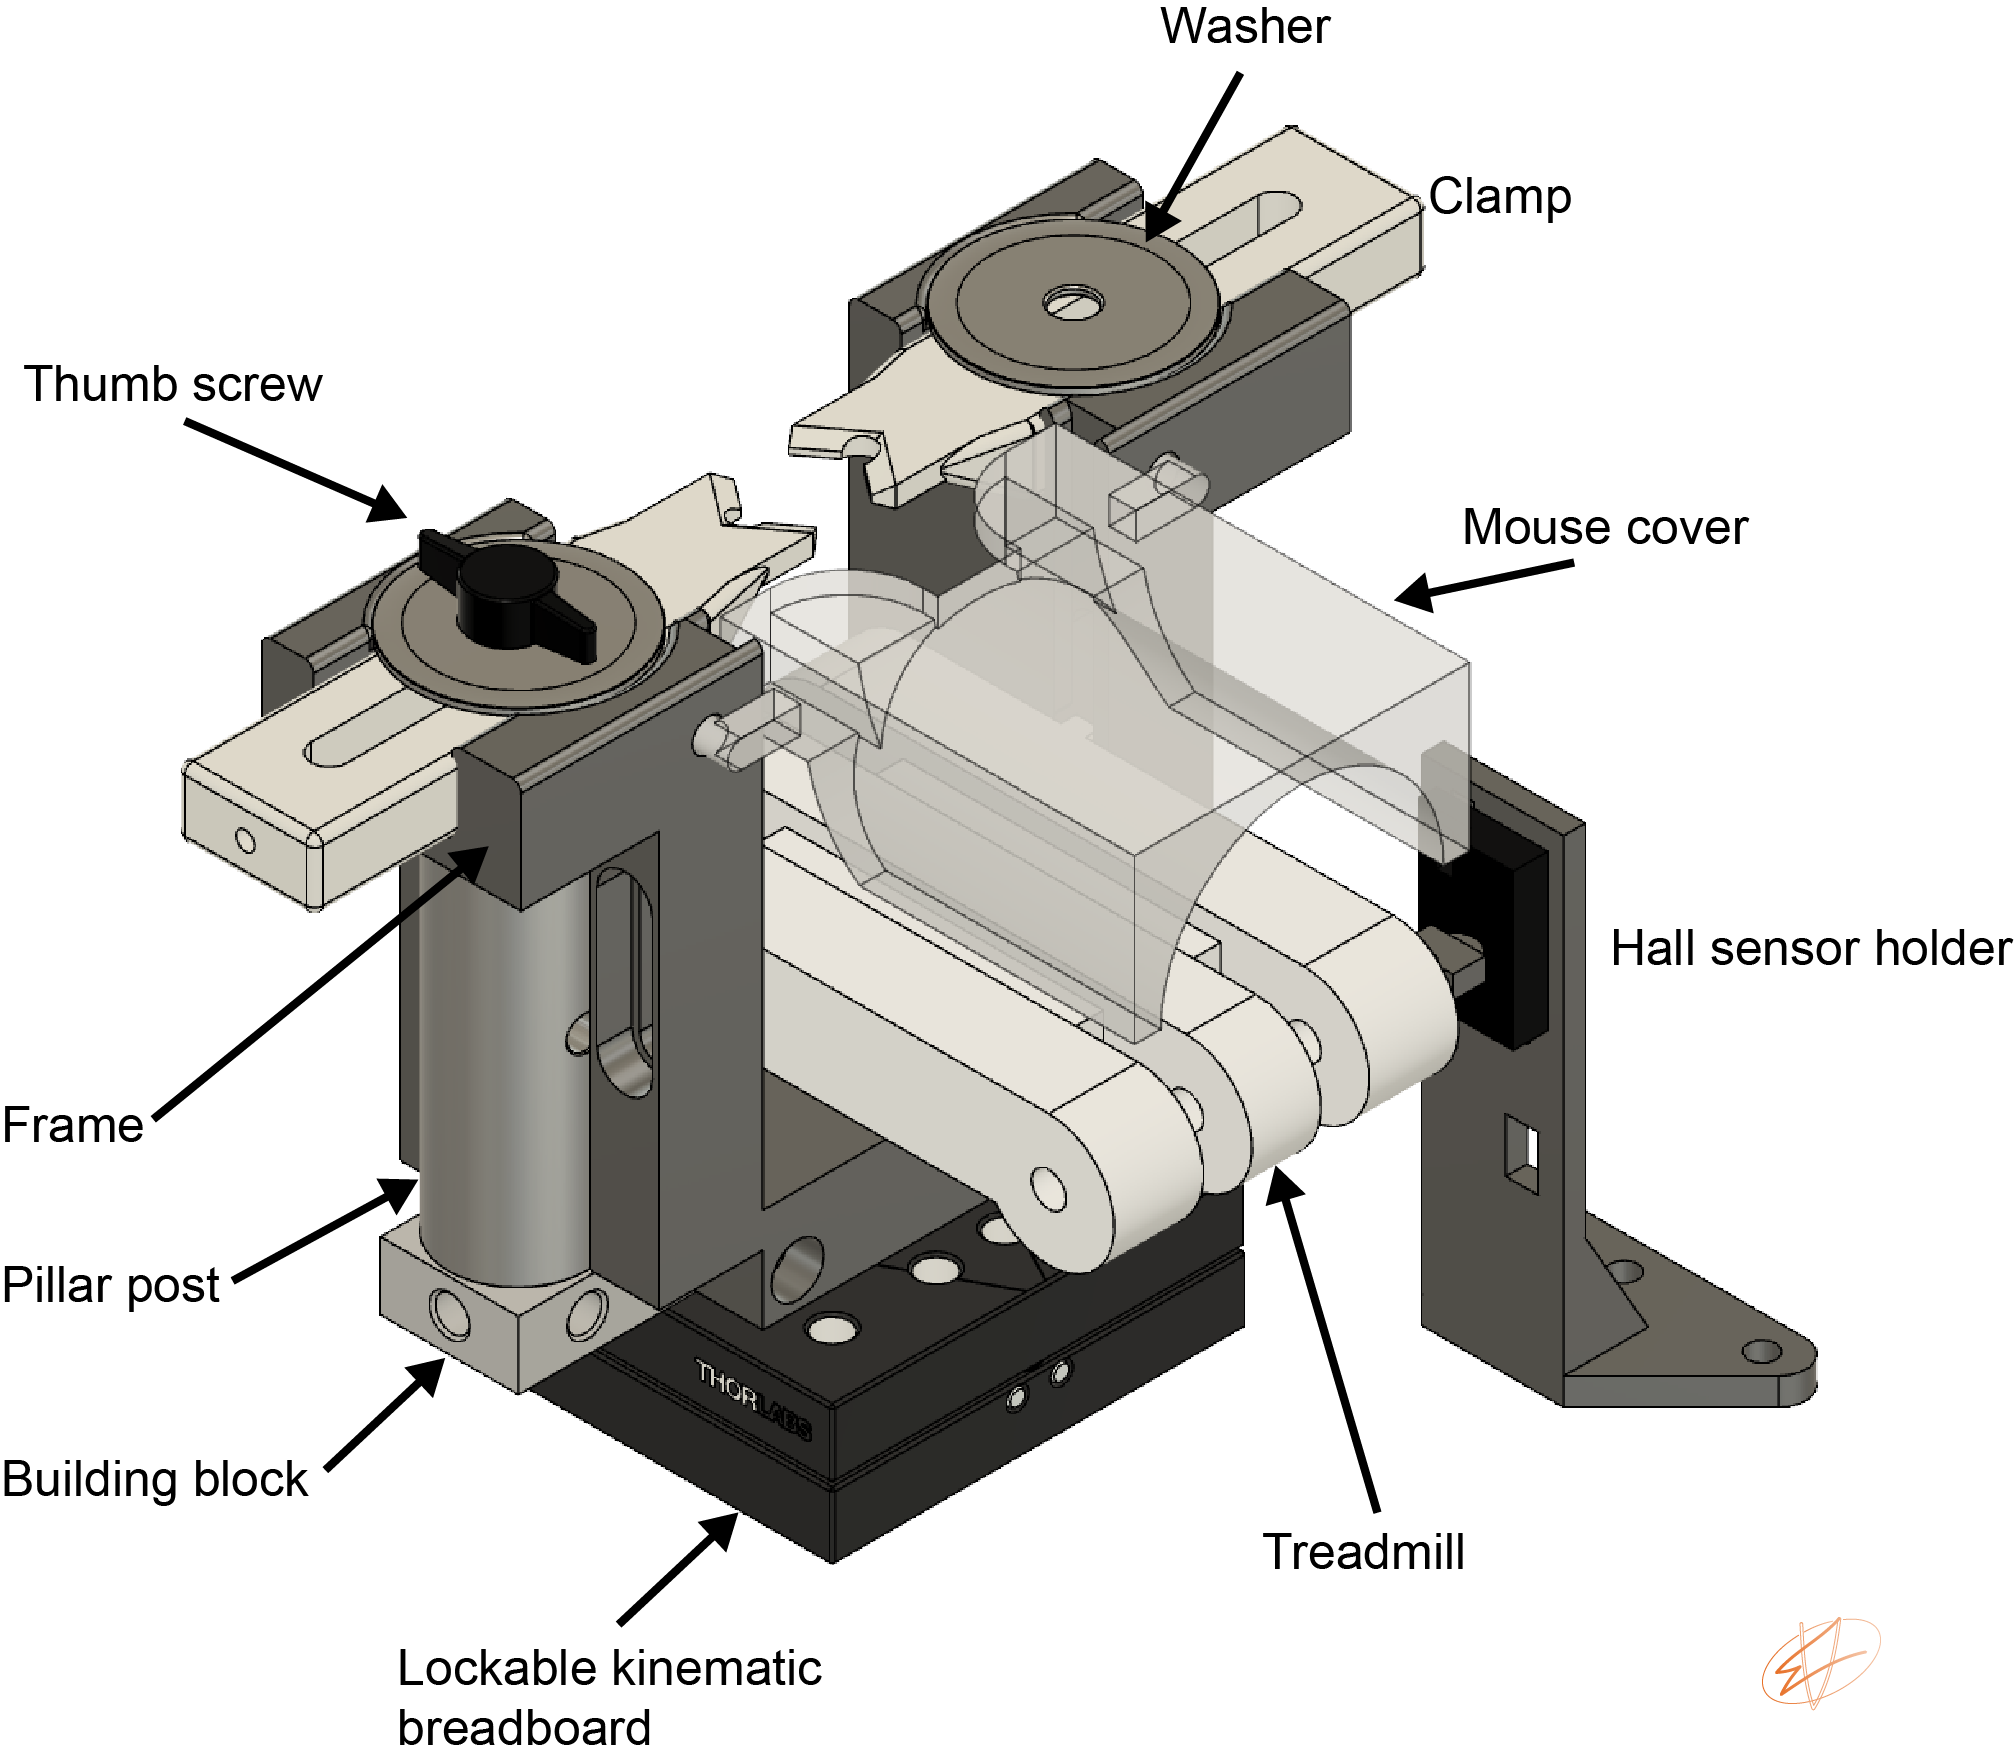 Washer
Clamp
Thumb screw
Mouse cover
Hall sensor holder
Frame
Pillar post
THORLABS
Building block
Treadmill
Lockable kinematic
breadboard